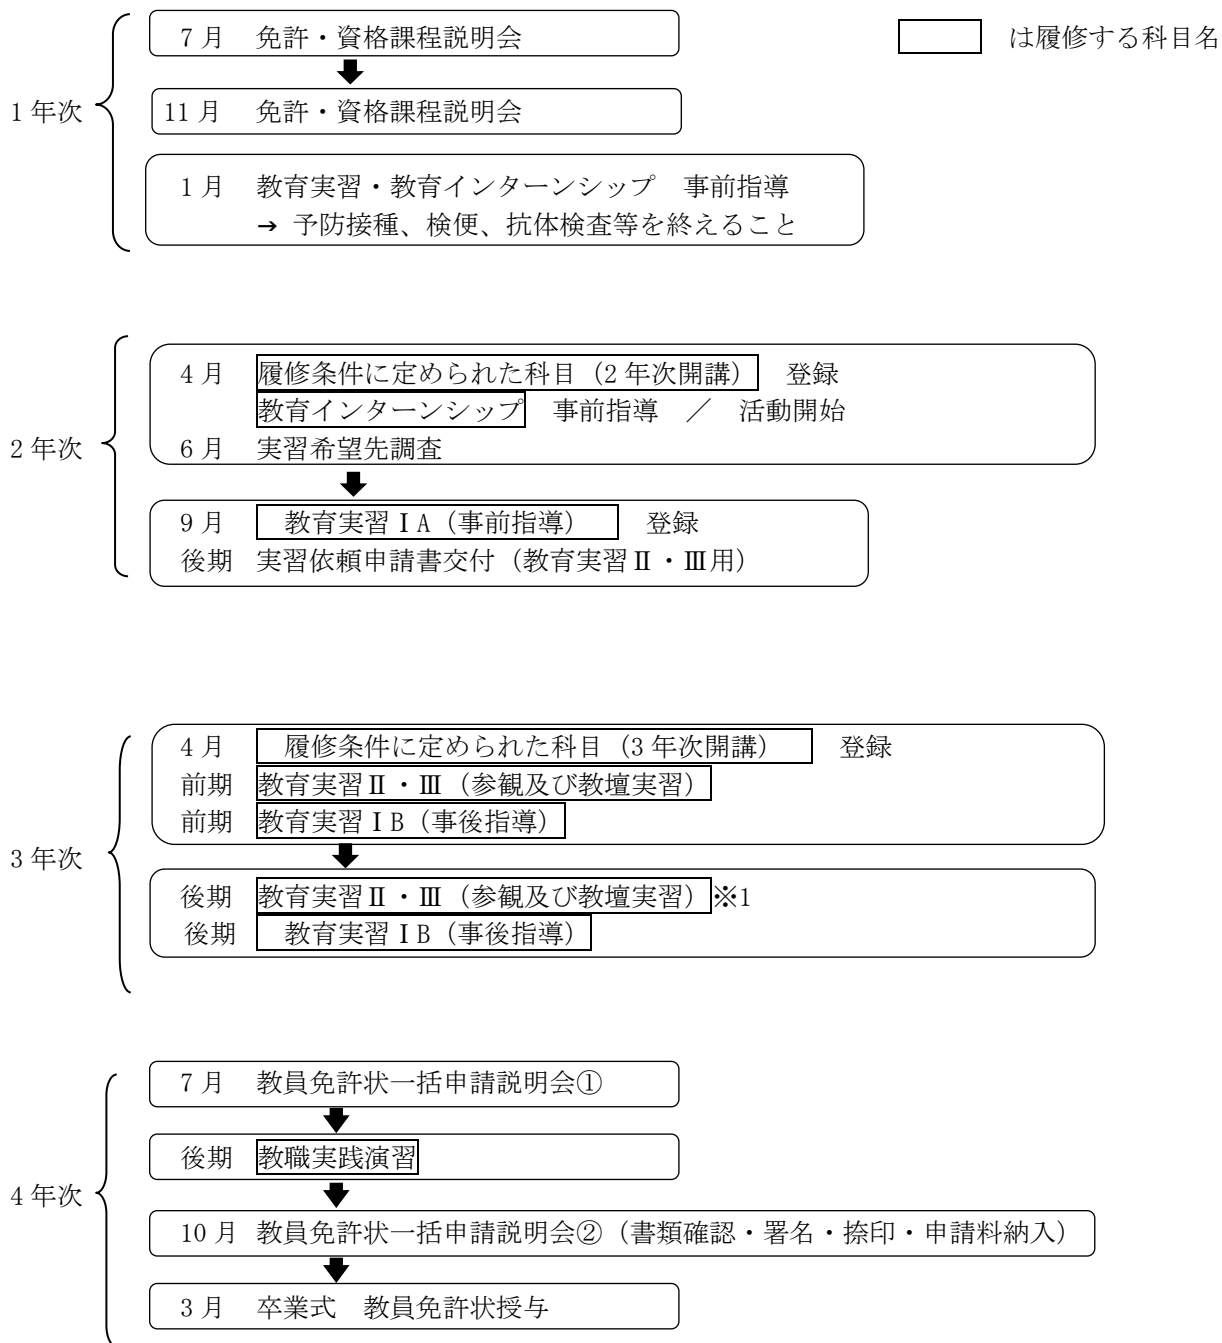 7月 免許・資格課程説明会
は履修する科目名
1年次
11月 免許・資格課程説明会
1月 教育実習・教育インターンシップ 事前指導
→ 予防接種、検便、抗体検査等を終えること
2年次
4月 履修条件に定められた科目（2年次開講） 登録
教育インターンシップ 事前指導 ／ 活動開始
6月 実習希望先調査
9月 教育実習ⅠA（事前指導） 登録
後期 実習依頼申請書交付（教育実習Ⅱ・Ⅲ用）
3年次
4月 履修条件に定められた科目（3年次開講） 登録
前期 教育実習Ⅱ・Ⅲ（参観及び教壇実習）
前期 教育実習ⅠB（事後指導）
後期 教育実習Ⅱ・Ⅲ（参観及び教壇実習）※1
後期 教育実習ⅠB（事後指導）
4年次
7月 教員免許状一括申請説明会①
後期 教職実践演習
10月 教員免許状一括申請説明会②（書類確認・署名・捺印・申請料納入）
3月 卒業式 教員免許状授与